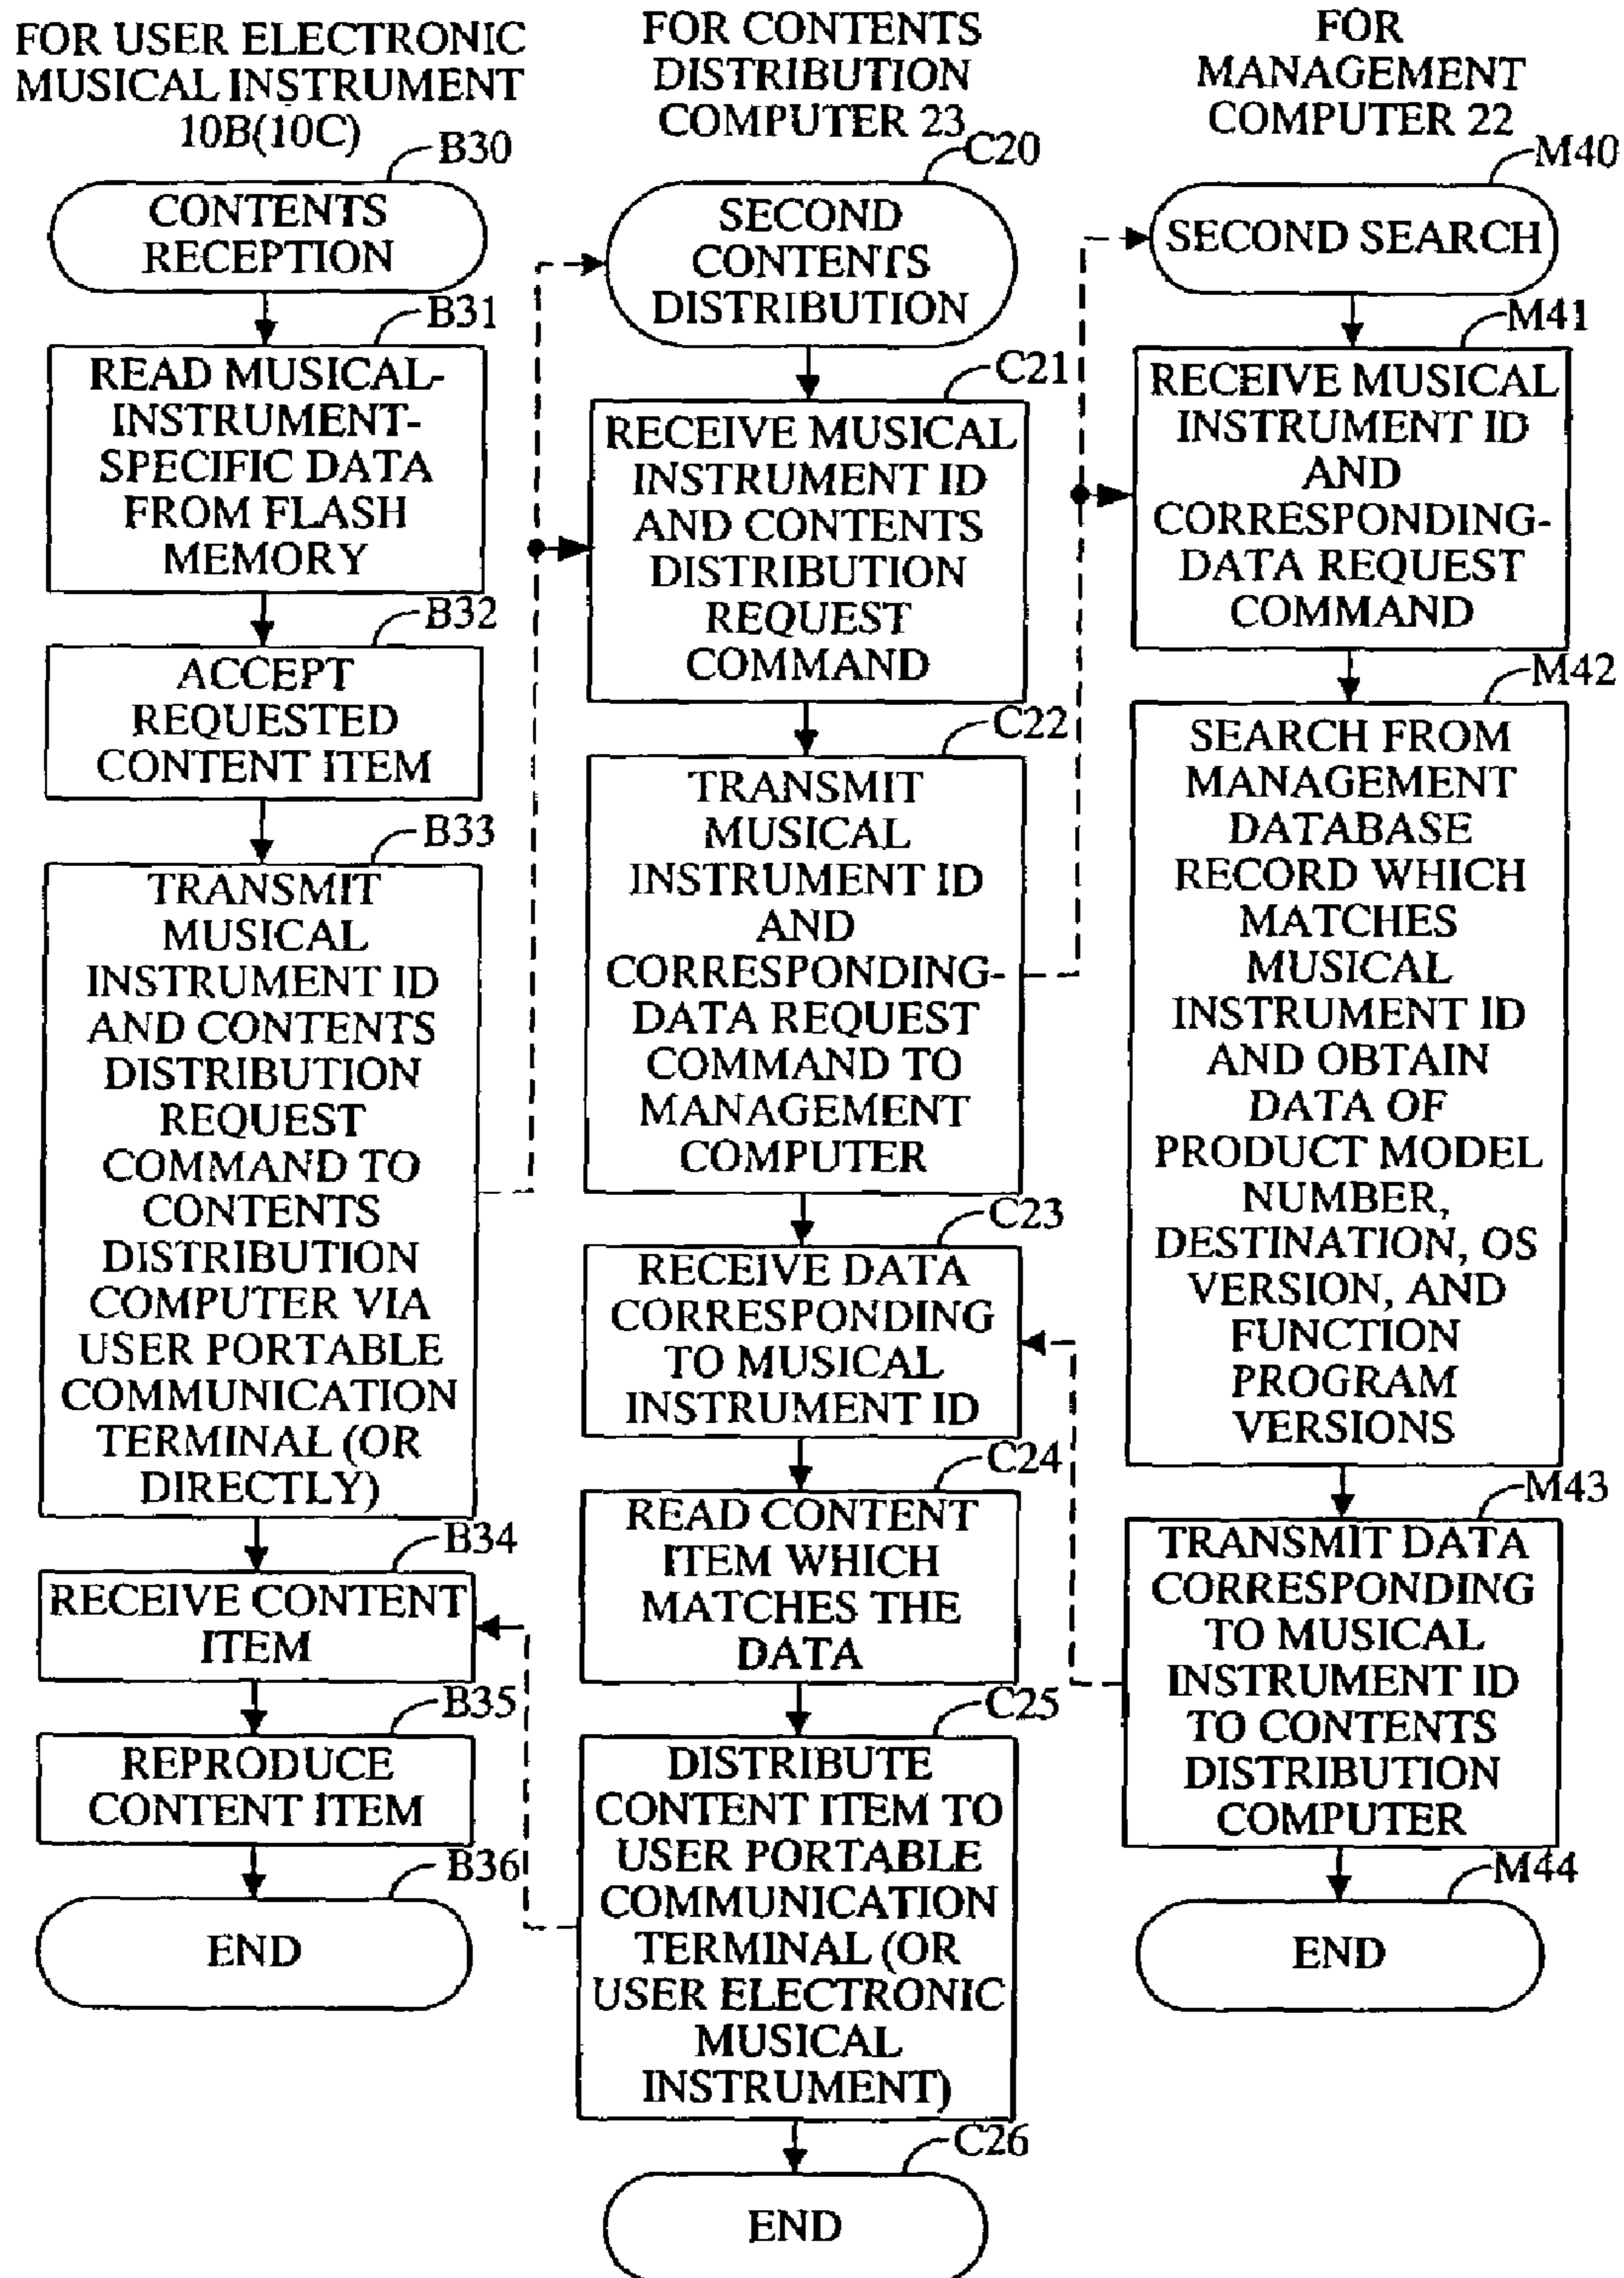 FOR USER ELECTRONIC
MUSICAL INSTRUMENT
10B(10C)
B30
CONTENTS
RECEPTION
B31
READ MUSICAL-
INSTRUMENT-
SPECIFIC DATA
FROM FLASH
MEMORY
B32
ACCEPT
REQUESTED
CONTENT ITEM
B33
TRANSMIT
MUSICAL
INSTRUMENT ID
AND CONTENTS
DISTRIBUTION
REQUEST
COMMAND TO
CONTENTS
DISTRIBUTION
COMPUTER VIA
USER PORTABLE
COMMUNICATION
TERMINAL (OR
DIRECTLY)
B34
RECEIVE CONTENT
ITEM
B35
REPRODUCE
CONTENT ITEM
B36
END
FOR CONTENTS
DISTRIBUTION
COMPUTER 23
C20
SECOND
CONTENTS
DISTRIBUTION
C21
RECEIVE MUSICAL
INSTRUMENT ID
AND CONTENTS
DISTRIBUTION
REQUEST
COMMAND
C22
TRANSMIT
MUSICAL
INSTRUMENT ID
AND
CORRESPONDING-
DATA REQUEST
COMMAND TO
MANAGEMENT
COMPUTER
C23
RECEIVE DATA
CORRESPONDING
TO MUSICAL
INSTRUMENT ID
C24
READ CONTENT
ITEM WHICH
MATCHES THE
DATA
C25
DISTRIBUTE
CONTENT ITEM TO
USER PORTABLE
COMMUNICATION
TERMINAL (OR
USER ELECTRONIC
MUSICAL
INSTRUMENT)
C26
END
FOR
MANAGEMENT
COMPUTER 22
M40
SECOND SEARCH
M41
RECEIVE MUSICAL
INSTRUMENT ID
AND
CORRESPONDING-
DATA REQUEST
COMMAND
M42
SEARCH FROM
MANAGEMENT
DATABASE
RECORD WHICH
MATCHES
MUSICAL
INSTRUMENT ID
AND OBTAIN
DATA OF
PRODUCT MODEL
NUMBER,
DESTINATION, OS
VERSION, AND
FUNCTION
PROGRAM
VERSIONS
M43
TRANSMIT DATA
CORRESPONDING
TO MUSICAL
INSTRUMENT ID
TO CONTENTS
DISTRIBUTION
COMPUTER
M44
END